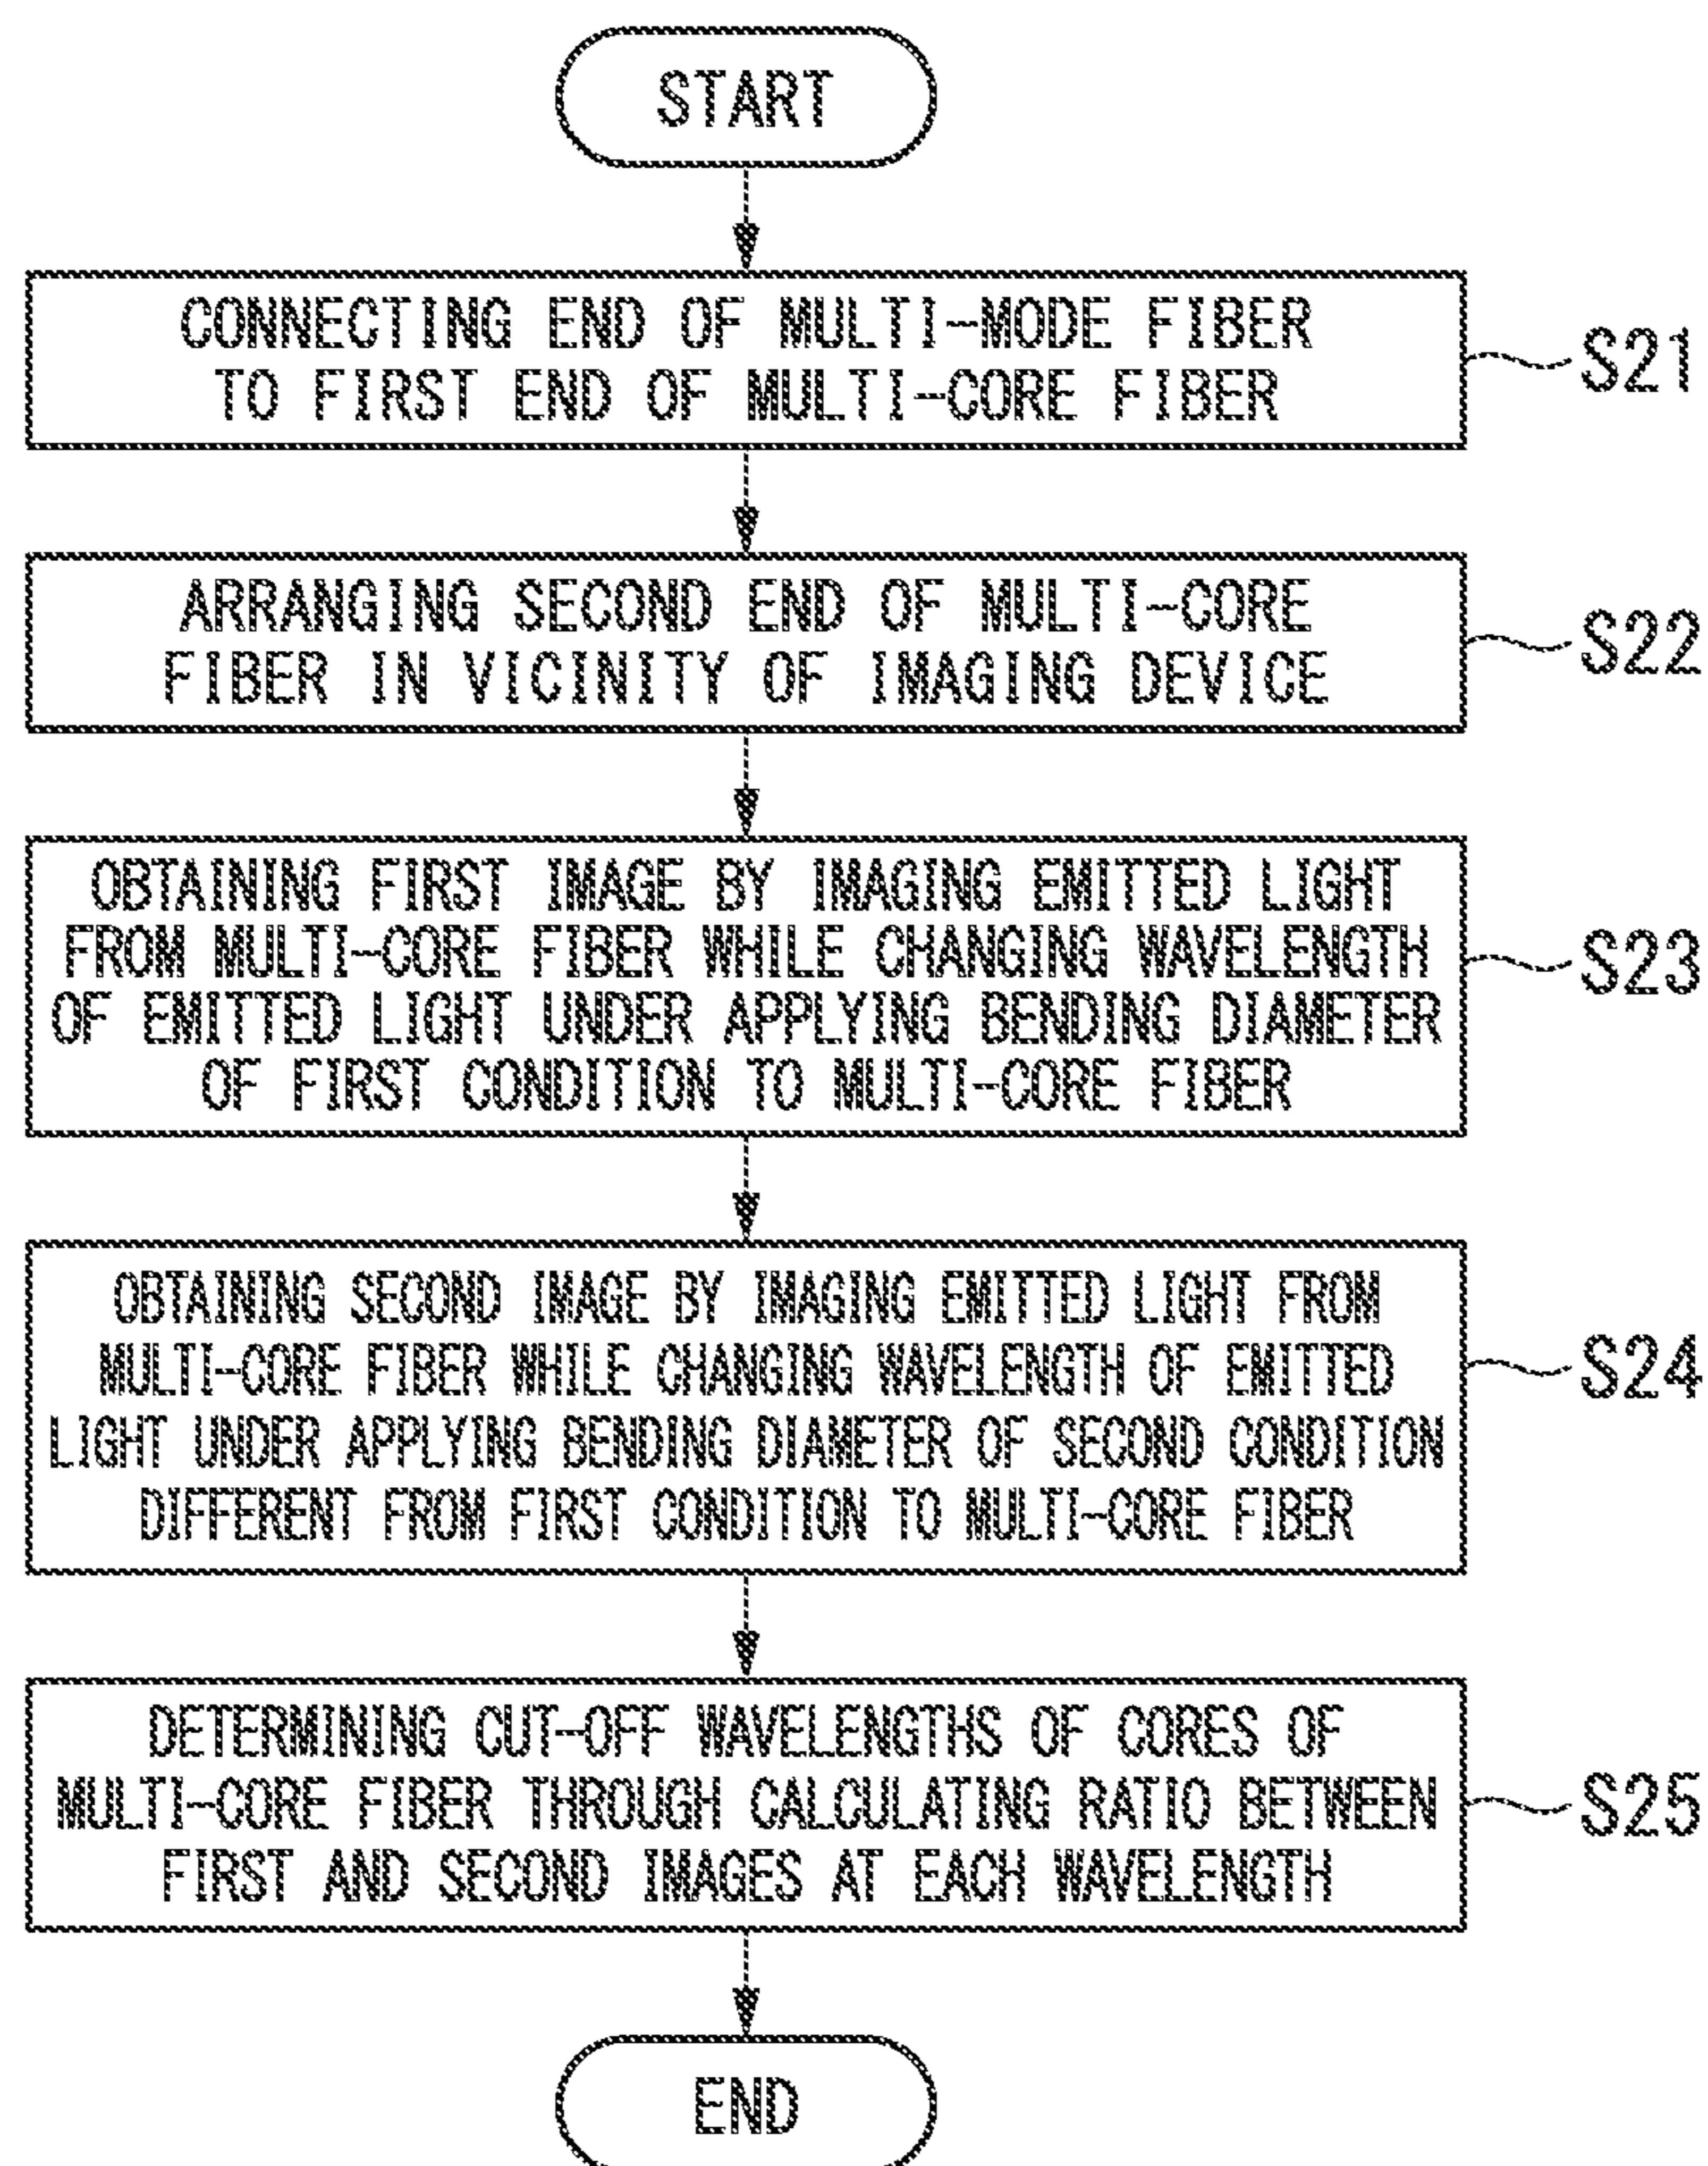 START
CONNECTING END OF MULTI-MODE FIBER
TO FIRST END OF MULTI-CORE FIBER
S21
ARRANGING SECOND END OF MULTI-CORE
FIBER IN VICINITY OF IMAGING DEVICE
S22
OBTAINING FIRST IMAGE BY IMAGING EMITTED LIGHT
FROM MULTI-CORE FIBER WHILE CHANGING WAVELENGTH
OF EMITTED LIGHT UNDER APPLYING BENDING DIAMETER
OF FIRST CONDITION TO MULTI-CORE FIBER
S23
OBTAINING SECOND IMAGE BY IMAGING EMITTED LIGHT FROM
MULTI-CORE FIBER WHILE CHANGING WAVELENGTH OF EMITTED
LIGHT UNDER APPLYING BENDING DIAMETER OF SECOND CONDITION
DIFFERENT FROM FIRST CONDITION TO MULTI-CORE FIBER
S24
DETERMINING CUT-OFF WAVELENGTHS OF CORES OF
MULTI-CORE FIBER THROUGH CALCULATING RATIO BETWEEN
FIRST AND SECOND IMAGES AT EACH WAVELENGTH
S25
END